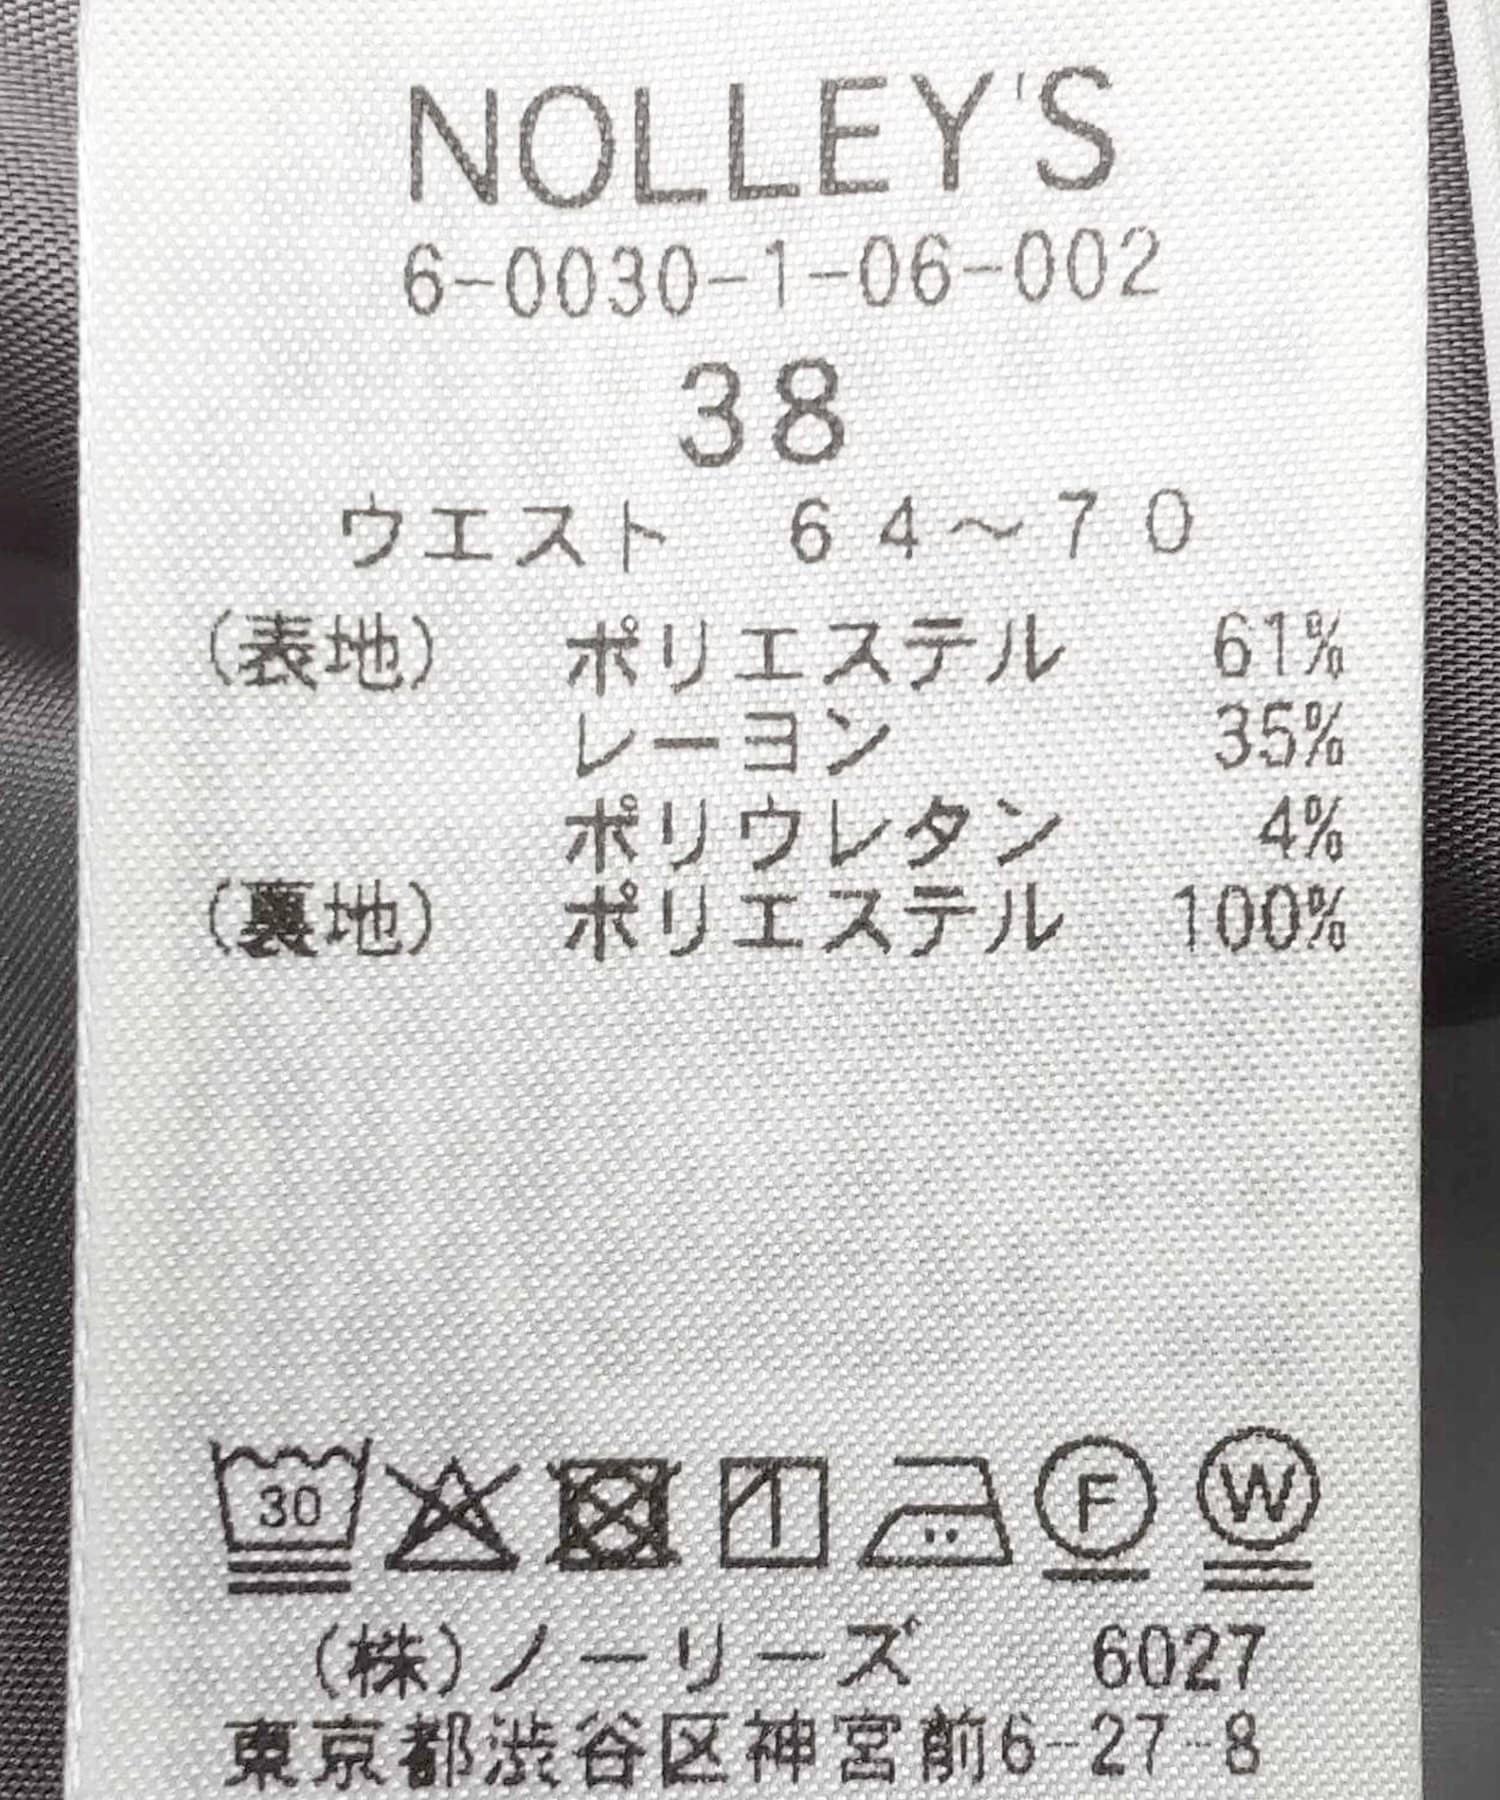 NOLLEY'S
6-0030-1-06-002
38
ウエスト 64～70
(表地) ポリエステル 61%
レーヨン 35%
ポリウレタン 4%
(裏地) ポリエステル 100%
30 F W
(株)ノーリーズ 6027
東京都渋谷区神宮前6-27-8